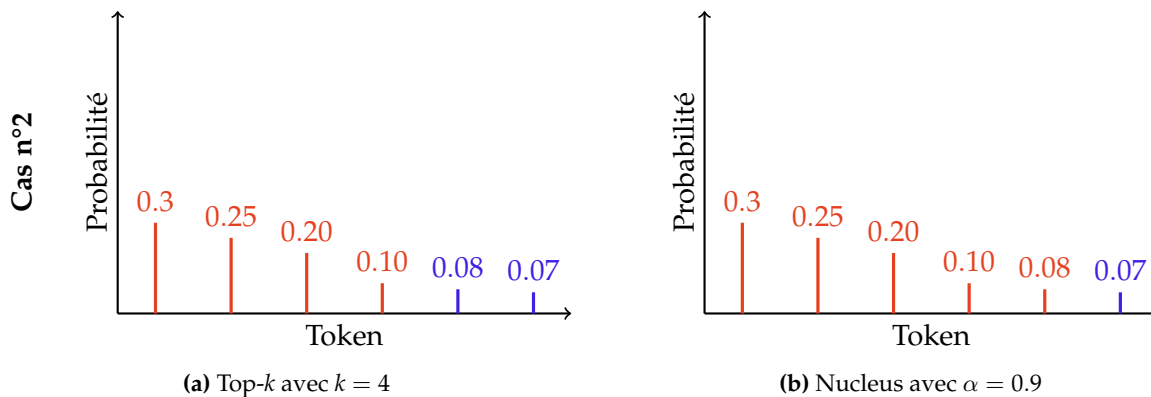 Cas n°2
Probabilité
0.3
0.25
0.20
0.10
0.08
0.07
Token
(a) Top-k avec k = 4
Probabilité
0.3
0.25
0.20
0.10
0.08
0.07
Token
(b) Nucleus avec α = 0.9